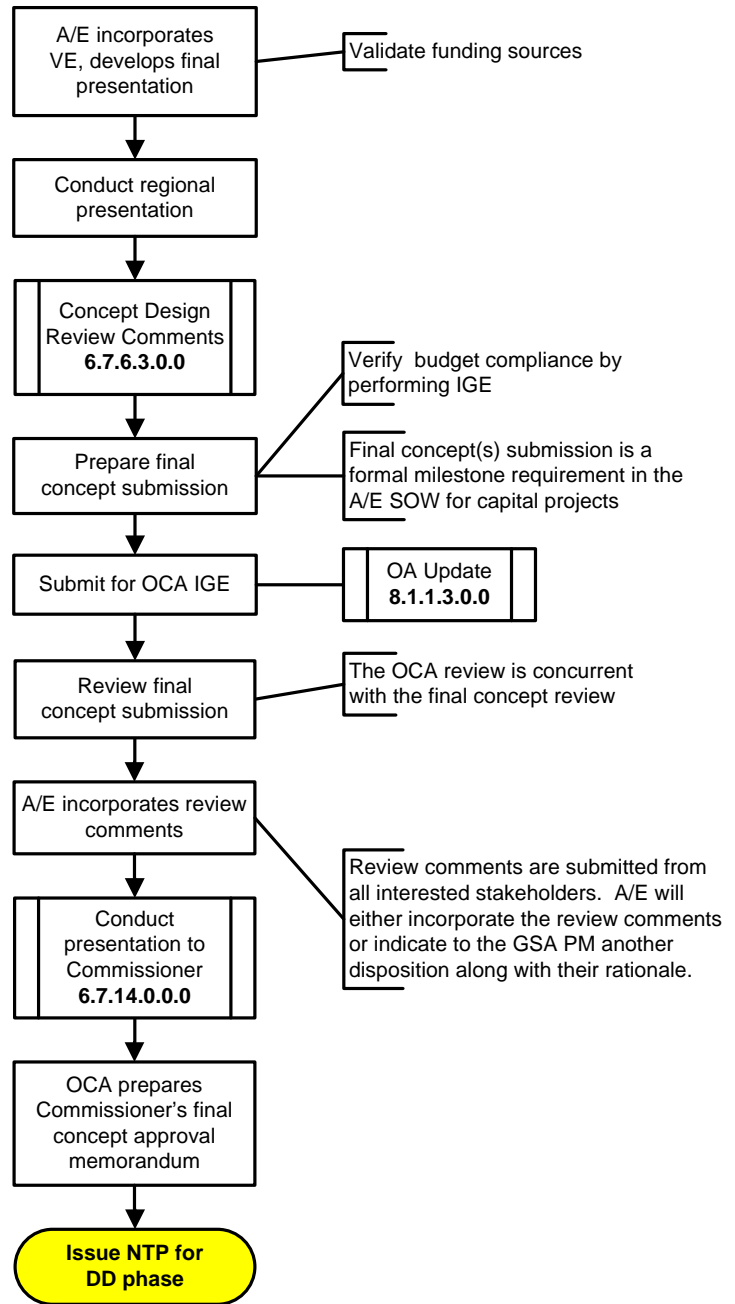 A/E incorporates
VE, develops final
presentation
Validate funding sources
Conduct regional
presentation
Concept Design
Review Comments
6.7.6.3.0.0
Verify  budget compliance by
performing IGE
Prepare final
concept submission
Final concept(s) submission is a
formal milestone requirement in the
A/E SOW for capital projects
Submit for OCA IGE
OA Update
8.1.1.3.0.0
Review final
concept submission
The OCA review is concurrent
with the final concept review
A/E incorporates review
comments
Review comments are submitted from
all interested stakeholders.  A/E will
either incorporate the review comments
or indicate to the GSA PM another
disposition along with their rationale.
Conduct
presentation to
Commissioner
6.7.14.0.0.0
OCA prepares
Commissioner's final
concept approval
memorandum
Issue NTP for
DD phase